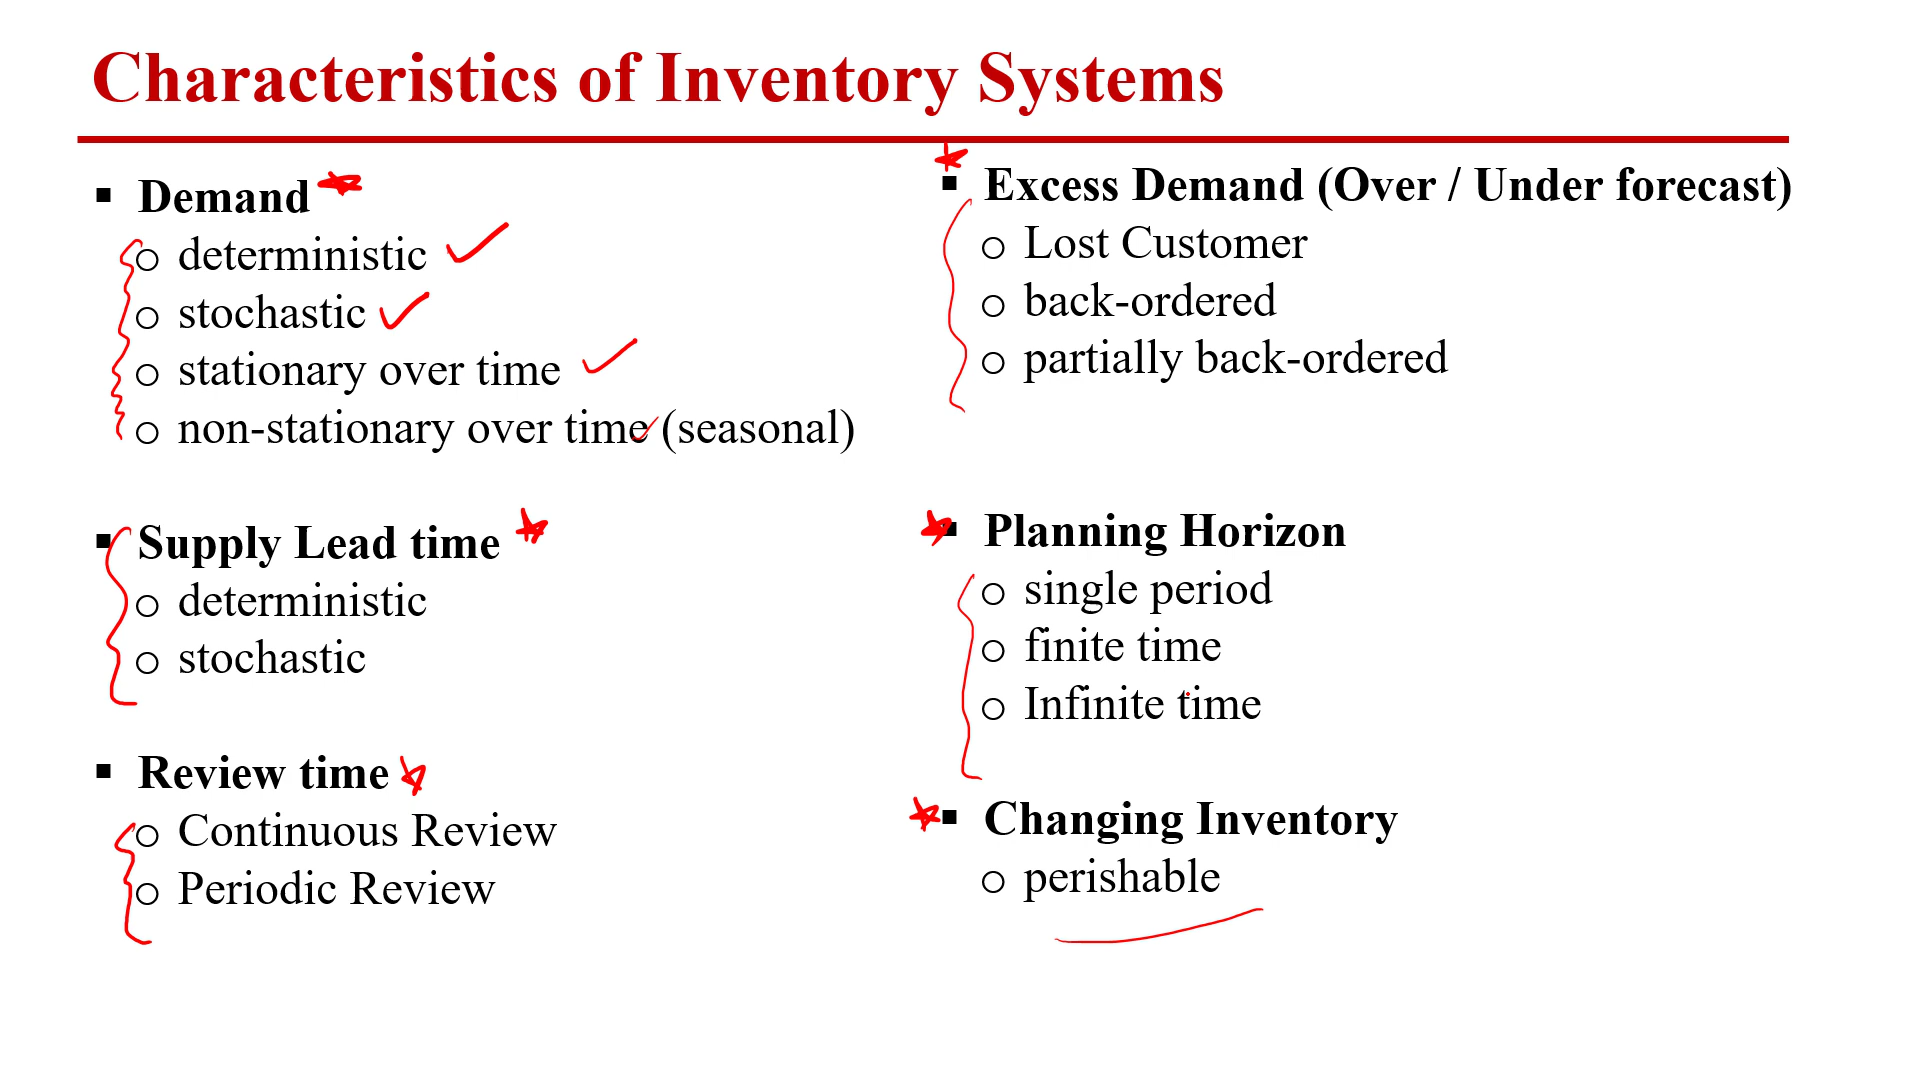 Characteristics of Inventory Systems
▪ Demand
o deterministic
o stochastic
o stationary over time
o non-stationary over time (seasonal)
▪ Supply Lead time
o deterministic
o stochastic
▪ Review time
o Continuous Review
o Periodic Review
▪ Excess Demand (Over / Under forecast)
o Lost Customer
o back-ordered
o partially back-ordered
▪ Planning Horizon
o single period
o finite time
o Infinite time
▪ Changing Inventory
o perishable